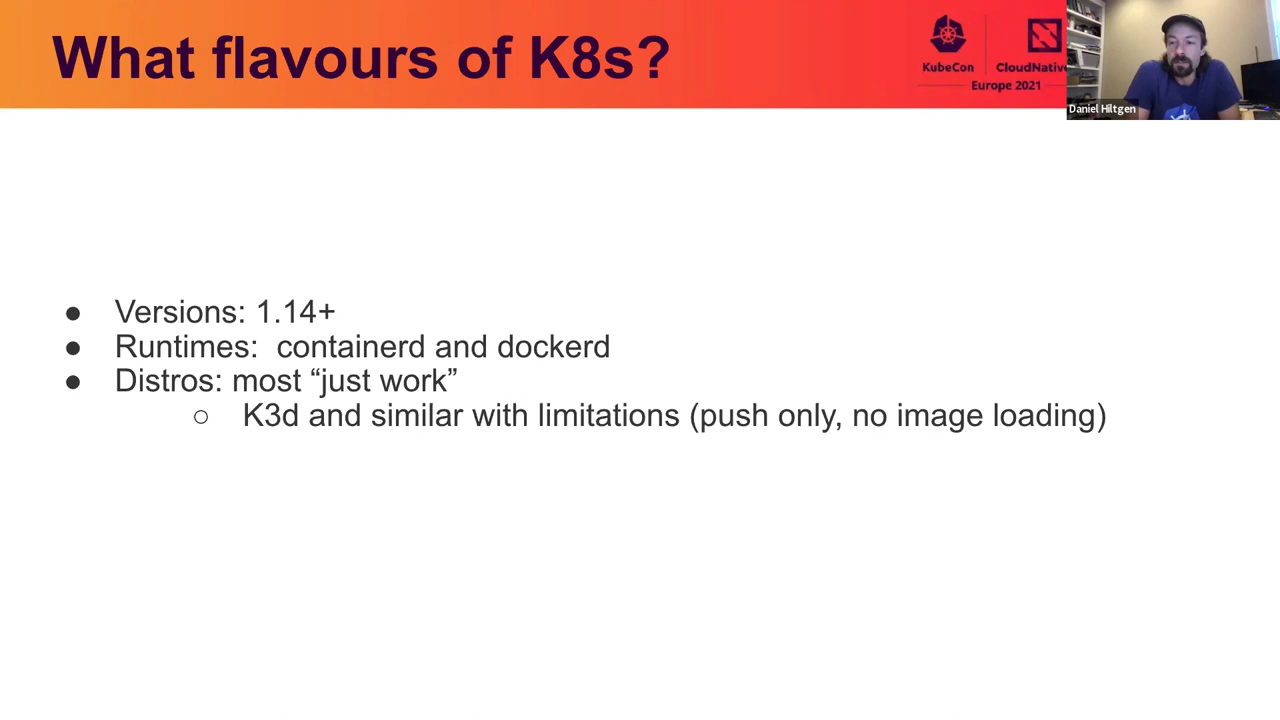 What flavours of K8s?
KubeCon
CloudNative
Europe 2021
Daniel Hiltgen
● Versions: 1.14+
● Runtimes:  containerd and dockerd
● Distros: most “just work”
○ K3d and similar with limitations (push only, no image loading)